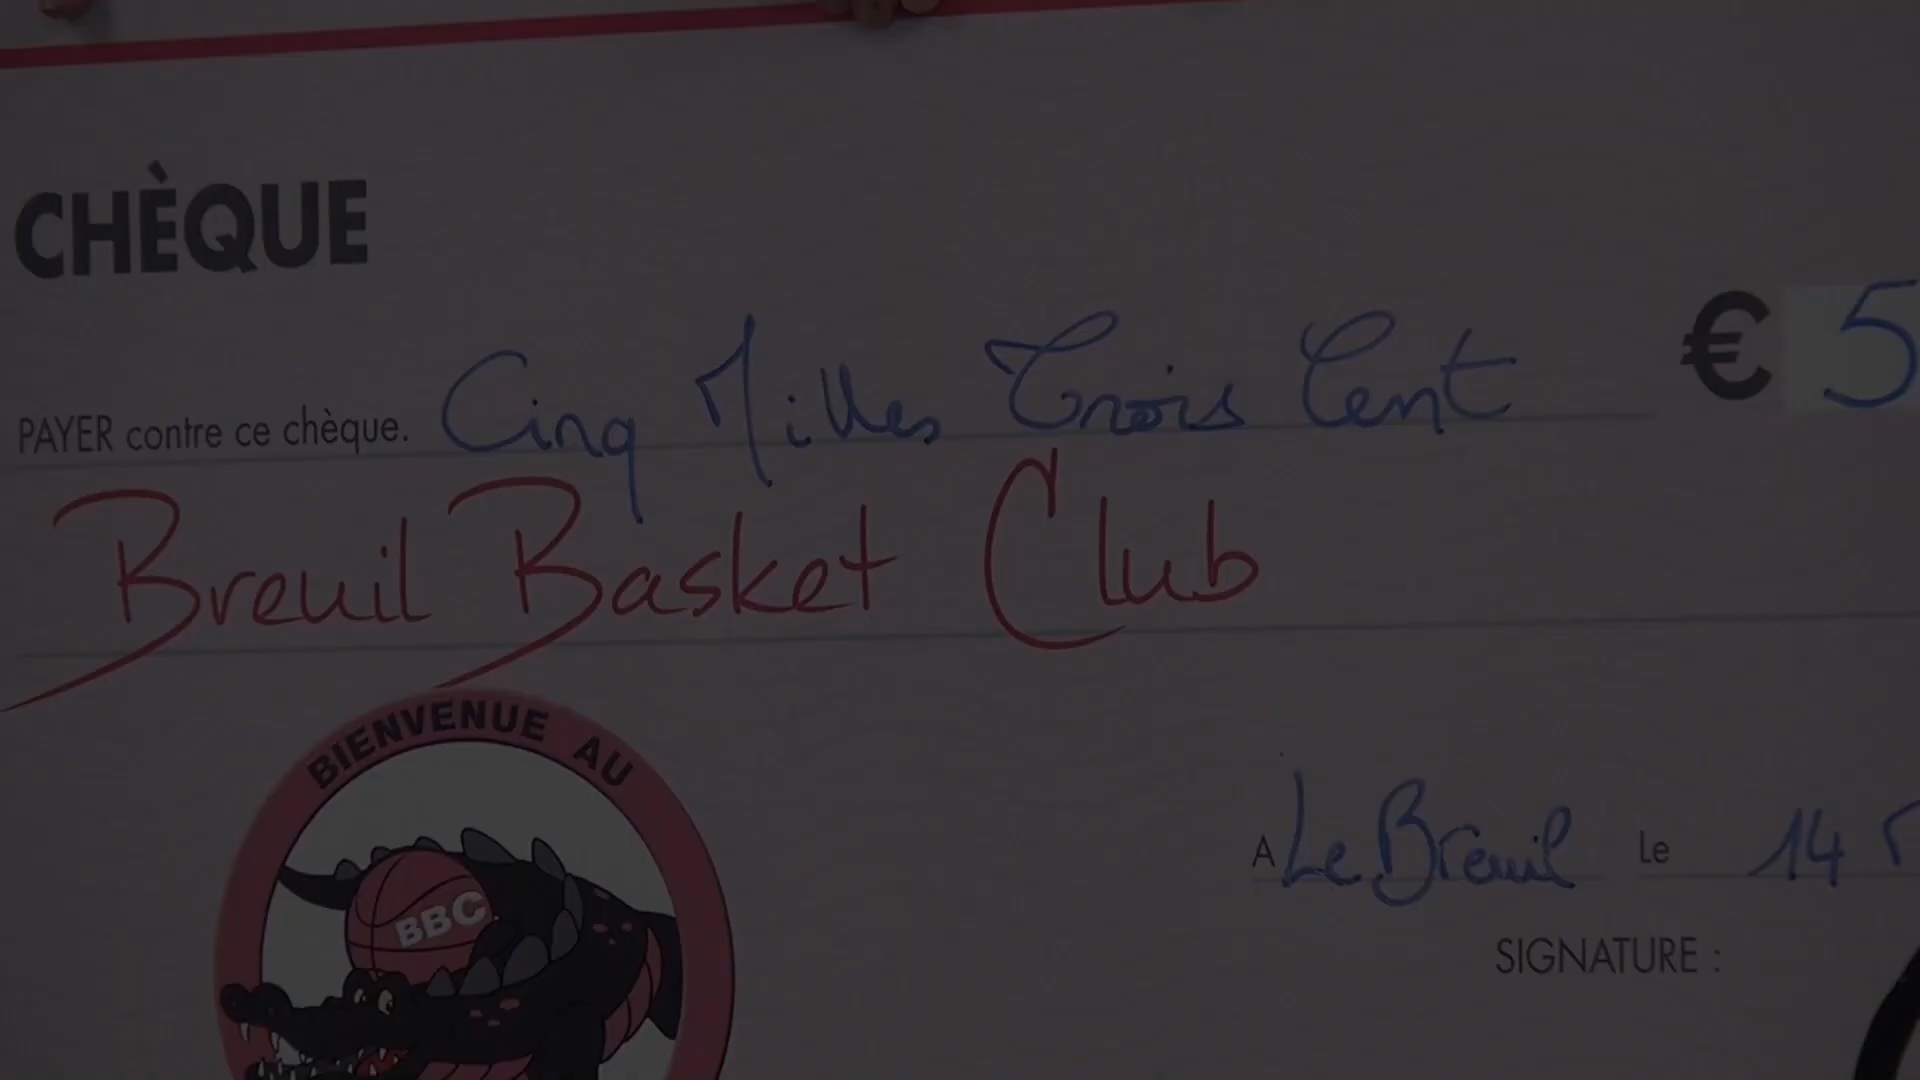 CHÈQUE
€ 5
PAYER contre ce chèque. Cinq Milles Trois Cent
Breuil Basket Club
BIENVENUE AU
BBC.
A Le Breuil Le 14
SIGNATURE :